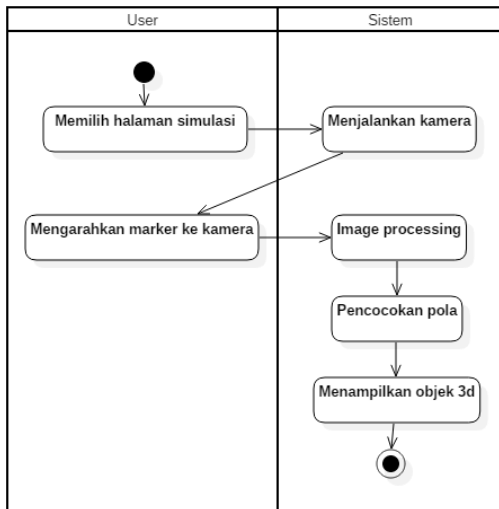 User
Sistem
Memilih halaman simulasi
Menjalankan kamera
Mengarahkan marker ke kamera
Image processing
Pencocokan pola
Menampilkan objek 3d